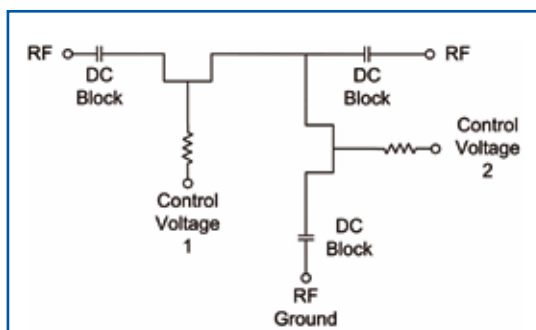 RF
DC
Block
DC
Block
RF
Control
Voltage
1
Control
Voltage
2
DC
Block
RF
Ground